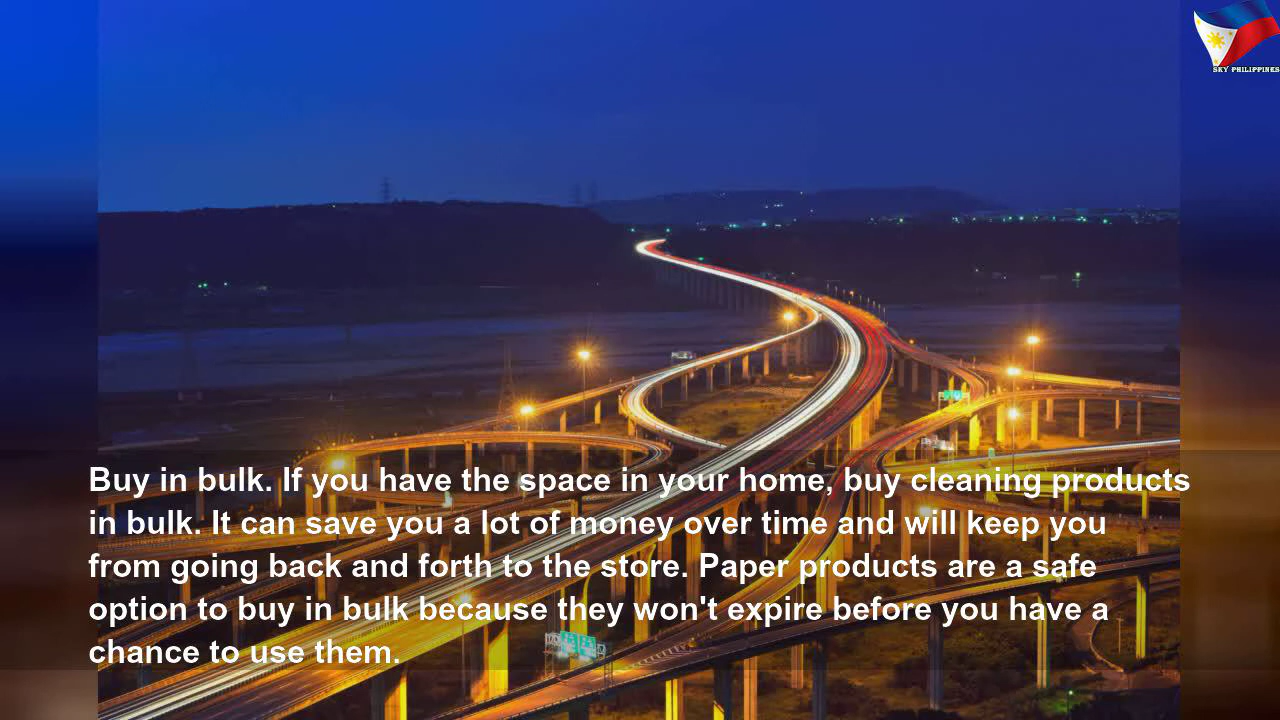 SKY PHILIPPINES
Buy in bulk. If you have the space in your home, buy cleaning products
in bulk. It can save you a lot of money over time and will keep you
from going back and forth to the store. Paper products are a safe
option to buy in bulk because they won't expire before you have a
chance to use them.